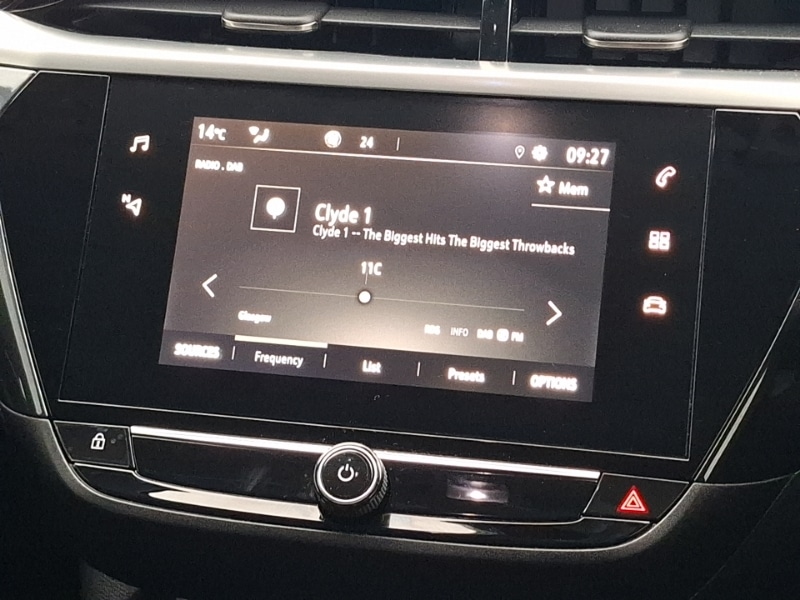 14°C 24 09:27
RADIO . DAB
Mem
Clyde 1
Clyde 1 -- The Biggest Hits The Biggest Throwbacks
11C
Glasgow
RDS INFO DAB FM
SOURCES Frequency List Presets OPTIONS
N